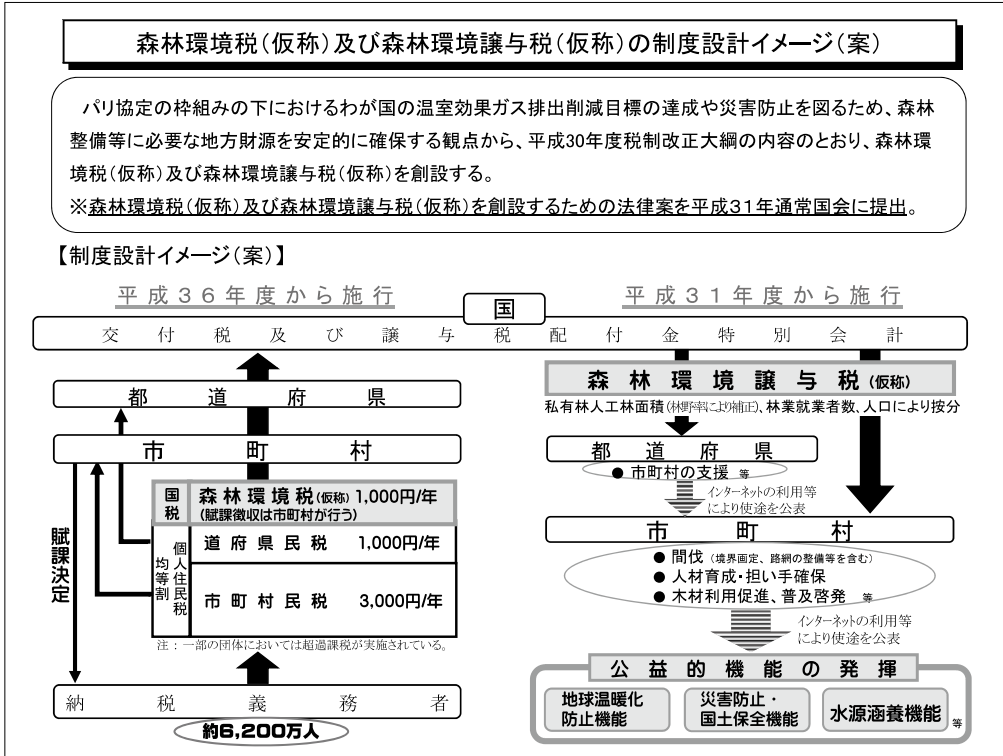 森林環境税(仮称)及び森林環境譲与税(仮称)の制度設計イメージ(案)
パリ協定の枠組みの下におけるわが国の温室効果ガス排出削減目標の達成や災害防止を図るため、森林
整備等に必要な地方財源を安定的に確保する観点から、平成30年度税制改正大綱の内容のとおり、森林環
境税(仮称)及び森林環境譲与税(仮称)を創設する。
※森林環境税(仮称)及び森林環境譲与税(仮称)を創設するための法律案を平成31年通常国会に提出。
【制度設計イメージ(案)】
平成36年度から施行
国
平成31年度から施行
交付税及び譲与税配付金特別会計
都道府県
市町村
国税
森林環境税(仮称) 1,000円/年
(賦課徴収は市町村が行う)
個人住民税
均等割
道府県民税 1,000円/年
市町村民税 3,000円/年
注:一部の団体においては超過課税が実施されている。
賦課決定
納税義務者
約6,200万人
森林環境譲与税(仮称)
私有林人工林面積(林野率により補正)、林業就業者数、人口により按分
都道府県
● 市町村の支援 等
インターネットの利用等
により使途を公表
市町村
● 間伐(境界画定、路網の整備等を含む)
● 人材育成・担い手確保
● 木材利用促進、普及啓発 等
インターネットの利用等
により使途を公表
公益的機能の発揮
地球温暖化
防止機能
災害防止・
国土保全機能
水源涵養機能
等